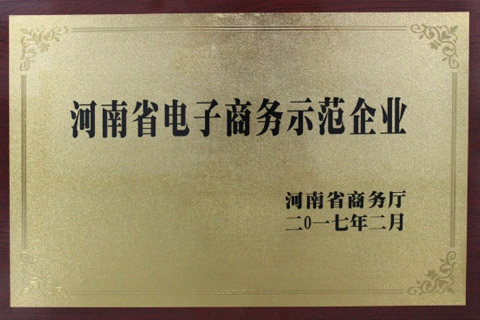 河南省电子商务示范企业
河南省商务厅
二0一七年二月